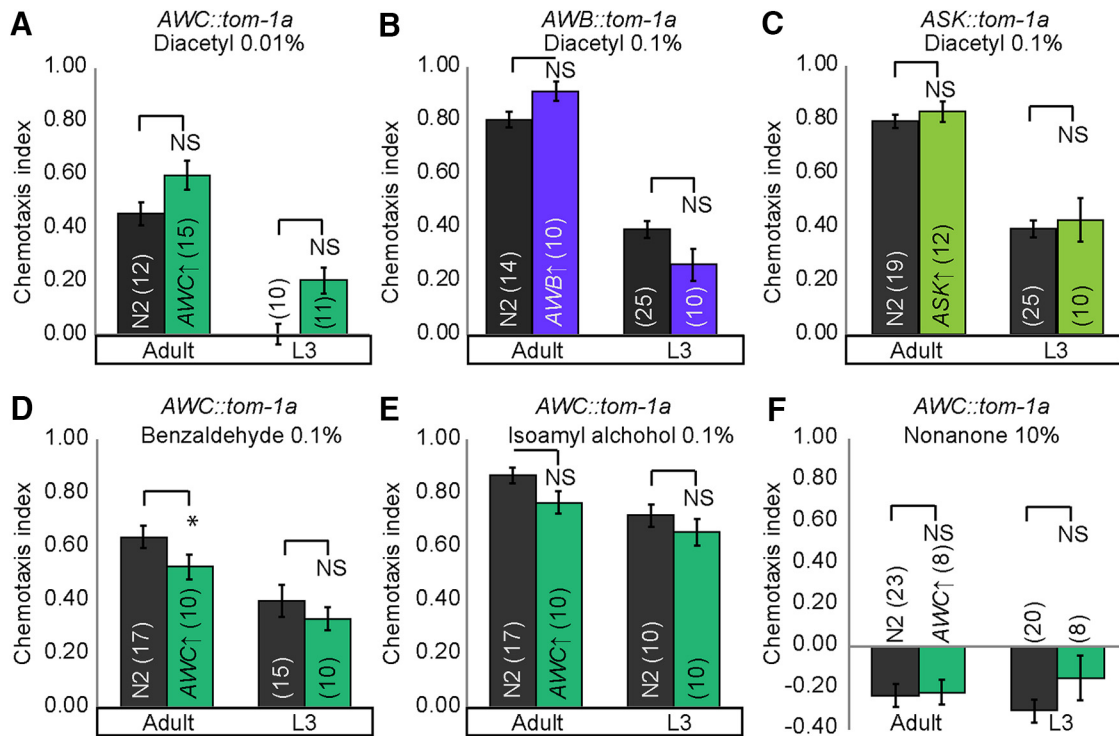 A
AWC::tom-1a
Diacetyl 0.01%
Chemotaxis index
1.00
0.80
0.60
0.40
0.20
0.00
NS
NS
N2 (12)
AWC↑ (15)
(10)
(11)
Adult
L3
B
AWB::tom-1a
Diacetyl 0.1%
Chemotaxis index
1.00
0.80
0.60
0.40
0.20
0.00
NS
NS
N2 (14)
AWB↑ (10)
(25)
(10)
Adult
L3
C
ASK::tom-1a
Diacetyl 0.1%
Chemotaxis index
1.00
0.80
0.60
0.40
0.20
0.00
NS
NS
N2 (19)
ASK↑ (12)
(25)
(10)
Adult
L3
D
AWC::tom-1a
Benzaldehyde 0.1%
Chemotaxis index
1.00
0.80
0.60
0.40
0.20
0.00
*
NS
N2 (17)
AWC↑ (10)
(15)
(10)
Adult
L3
E
AWC::tom-1a
Isoamyl alchohol 0.1%
Chemotaxis index
1.00
0.80
0.60
0.40
0.20
0.00
NS
NS
N2 (17)
AWC↑ (10)
N2 (10)
(10)
Adult
L3
F
AWC::tom-1a
Nonanone 10%
Chemotaxis index
1.00
0.80
0.60
0.40
0.20
0.00
-0.20
-0.40
NS
NS
N2 (23)
AWC↑ (8)
(20)
(8)
Adult
L3